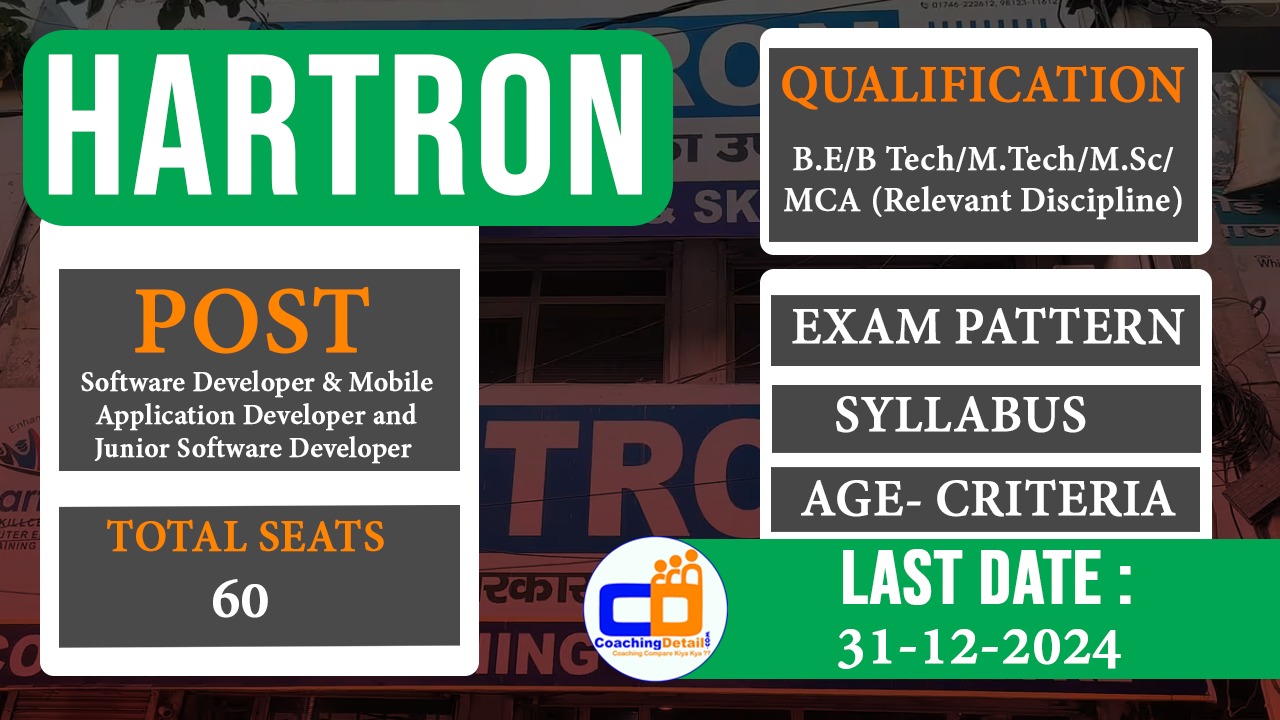 HARTRON
POST
Software Developer & Mobile
Application Developer and
Junior Software Developer
TOTAL SEATS
60
QUALIFICATION
B.E/B Tech/M.Tech/M.Sc/
MCA (Relevant Discipline)
EXAM PATTERN
SYLLABUS
AGE- CRITERIA
LAST DATE :
31-12-2024
CoachingDetail.com
Coaching Compare Kiya Kya ??